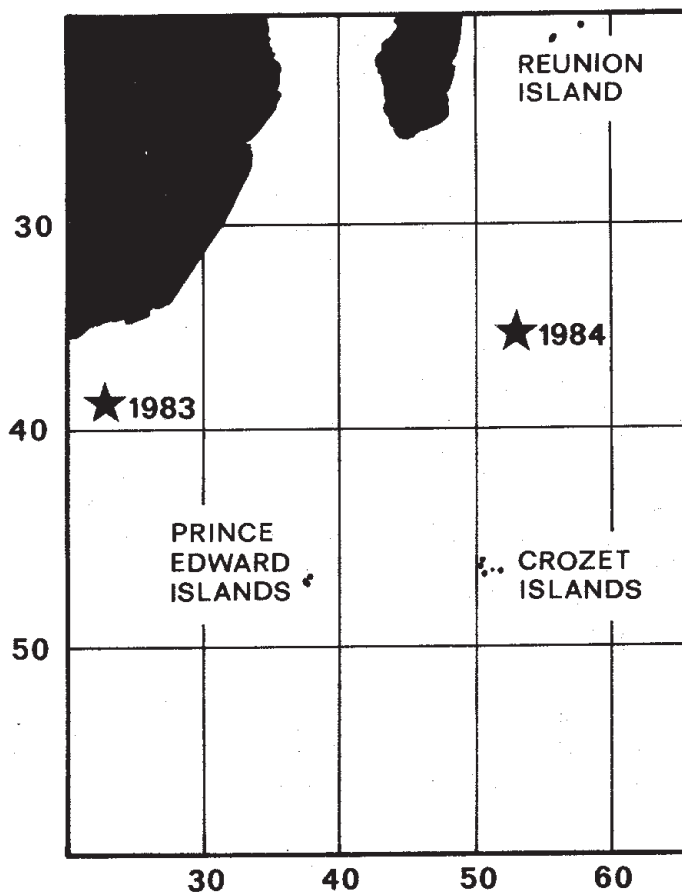 REUNION
ISLAND
30
1984
1983
40
PRINCE
EDWARD
ISLANDS
CROZET
ISLANDS
50
30 40 50 60